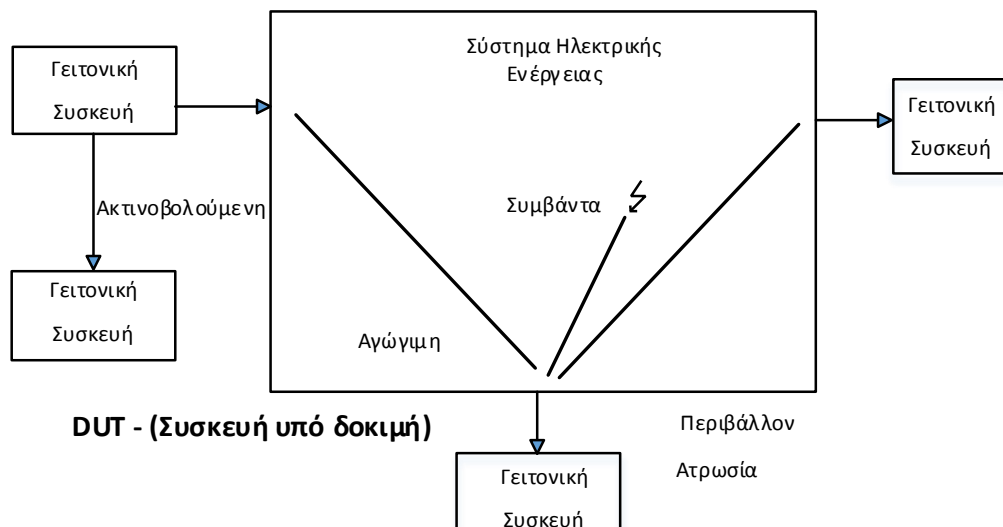 Σύστημα Ηλεκτρικής
Ενέργειας
Γειτονική
Συσκευή
Γειτονική
Συσκευή
Συμβάντα
Ακτινοβολούμενη
Γειτονική
Συσκευή
Αγώγιμη
DUT - (Συσκευή υπό δοκιμή)
Περιβάλλον
Ατρωσία
Γειτονική
Συσκευή